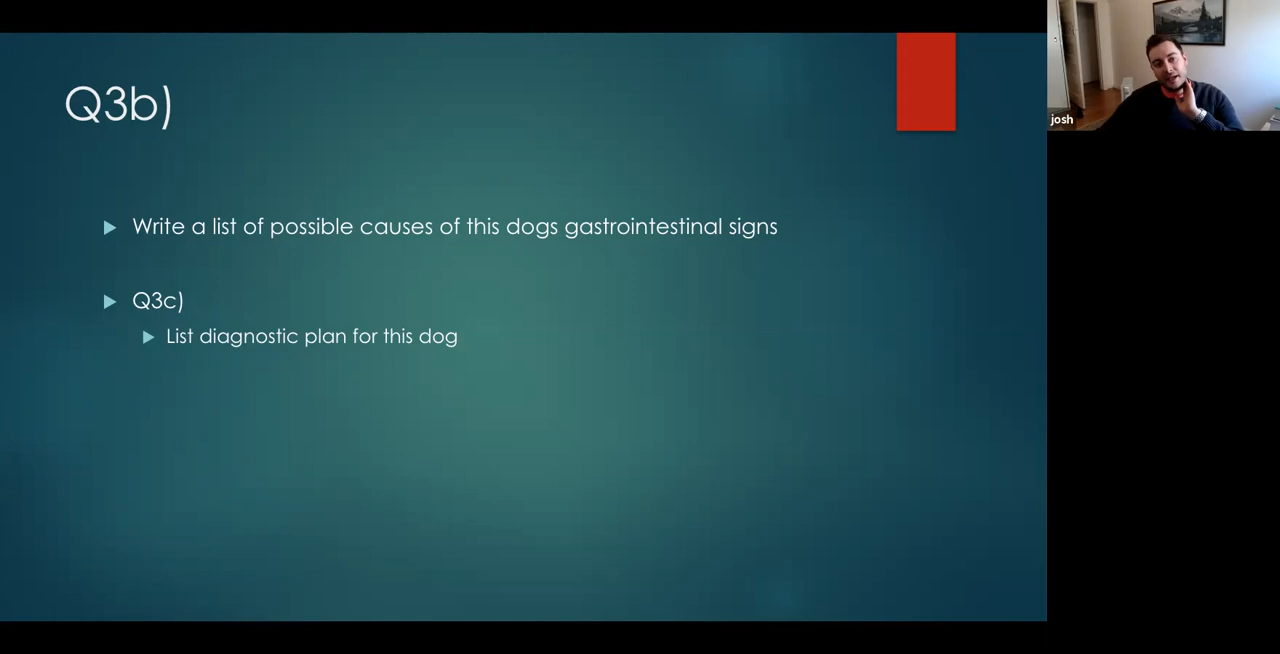 Q3b)
Write a list of possible causes of this dogs gastrointestinal signs
Q3c)
List diagnostic plan for this dog
josh